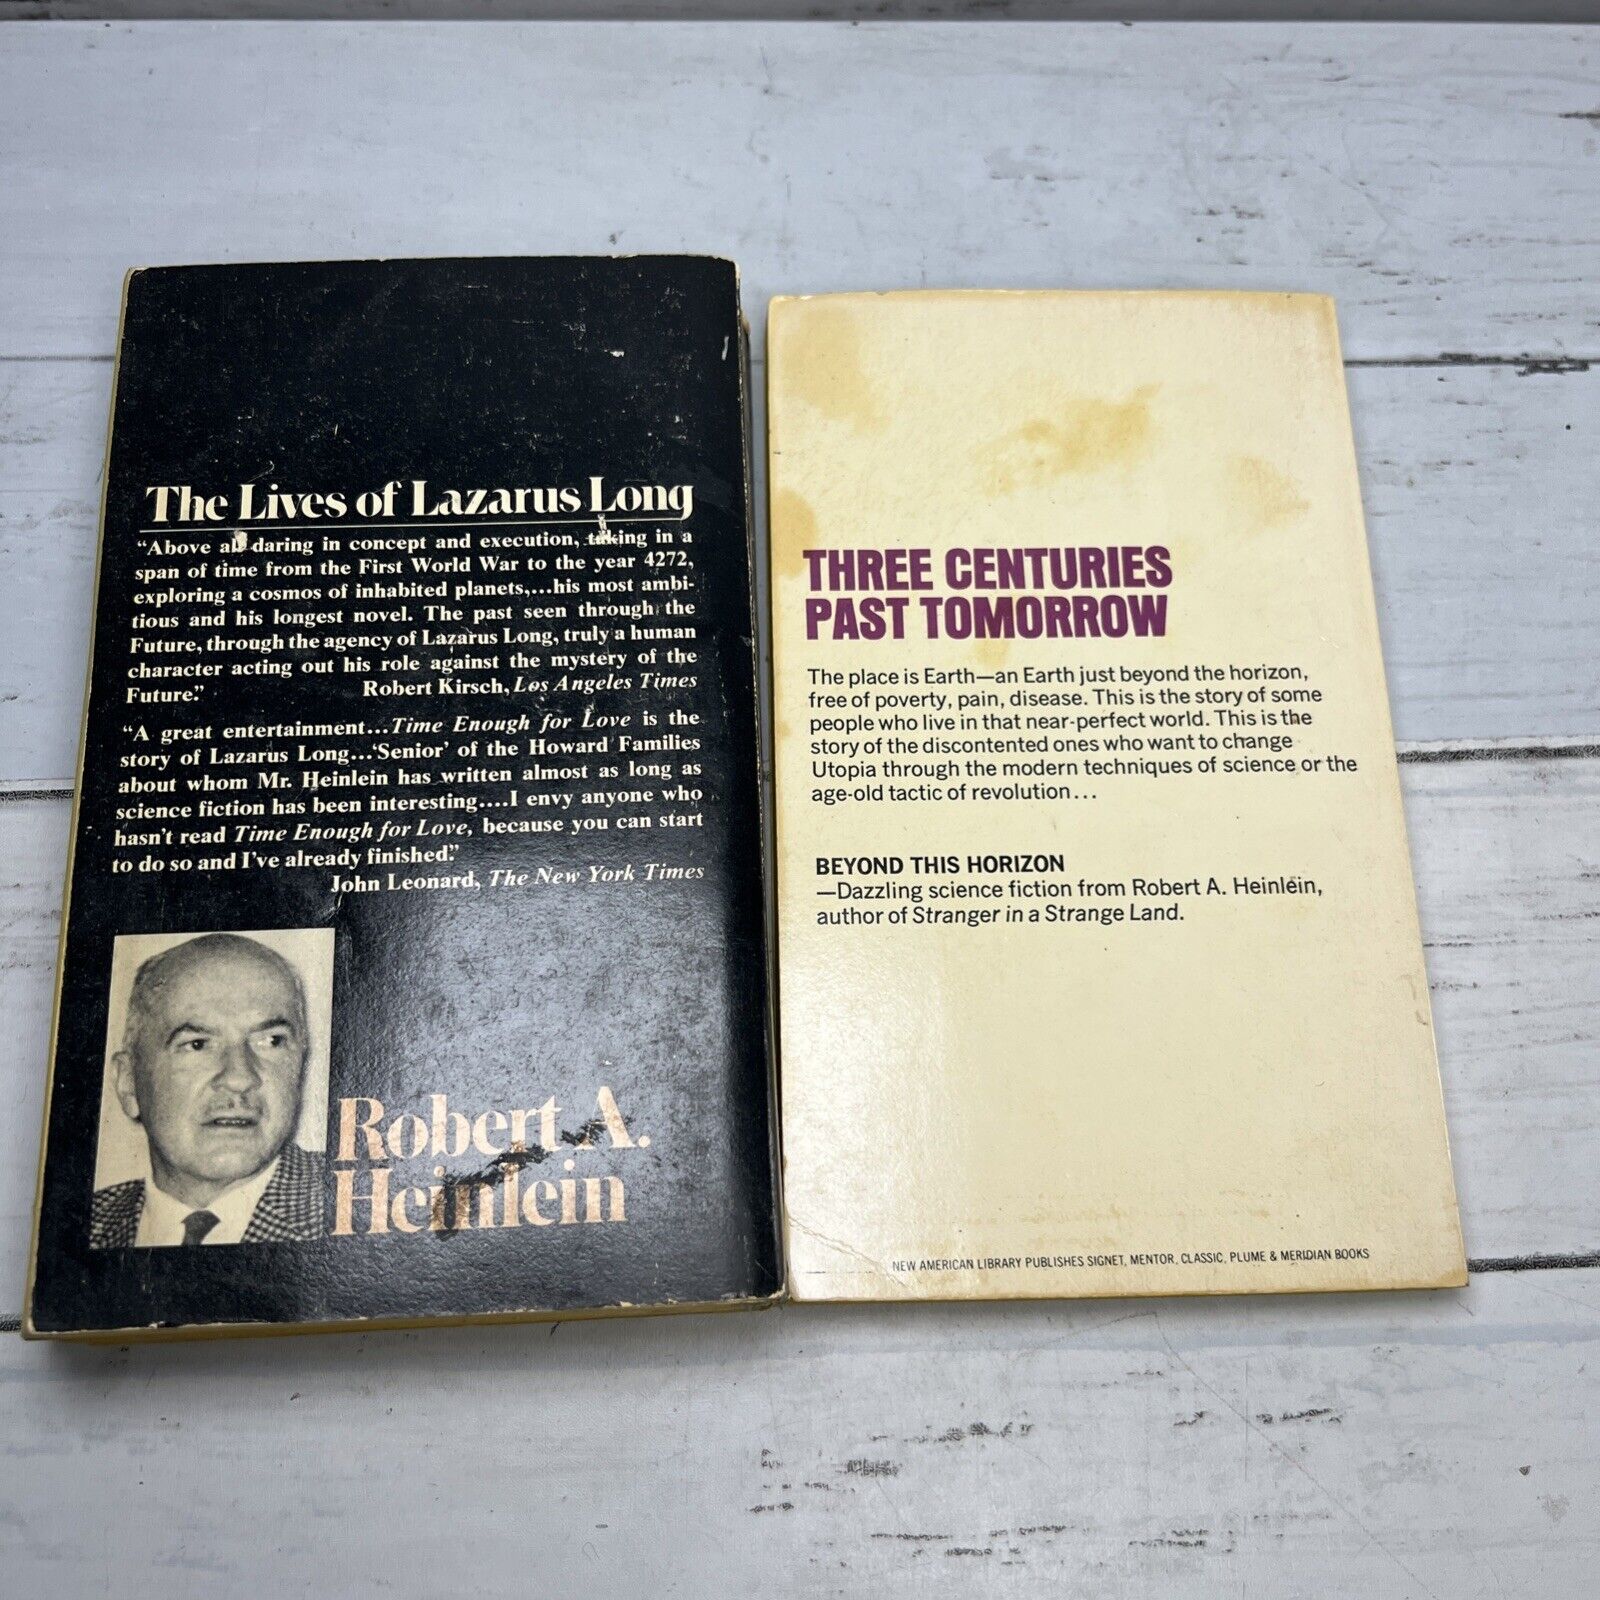 The Lives of Lazarus Long
“Above all daring in concept and execution, taking in a
span of time from the First World War to the year 4272,
exploring a cosmos of inhabited planets,...his most ambi-
tious and his longest novel. The past seen through the
Future, through the agency of Lazarus Long, truly a human
character acting out his role against the mystery of the
Future.”
Robert Kirsch, Los Angeles Times
“A great entertainment...Time Enough for Love is the
story of Lazarus Long...‘Senior’ of the Howard Families
about whom Mr. Heinlein has written almost as long as
science fiction has been interesting....I envy anyone who
hasn’t read Time Enough for Love, because you can start
to do so and I’ve already finished.”
John Leonard, The New York Times
Robert A.
Heinlein
THREE CENTURIES
PAST TOMORROW
The place is Earth—an Earth just beyond the horizon,
free of poverty, pain, disease. This is the story of some
people who live in that near-perfect world. This is the
story of the discontented ones who want to change
Utopia through the modern techniques of science or the
age-old tactic of revolution...
BEYOND THIS HORIZON
—Dazzling science fiction from Robert A. Heinlein,
author of Stranger in a Strange Land.
NEW AMERICAN LIBRARY PUBLISHES SIGNET, MENTOR, CLASSIC, PLUME & MERIDIAN BOOKS